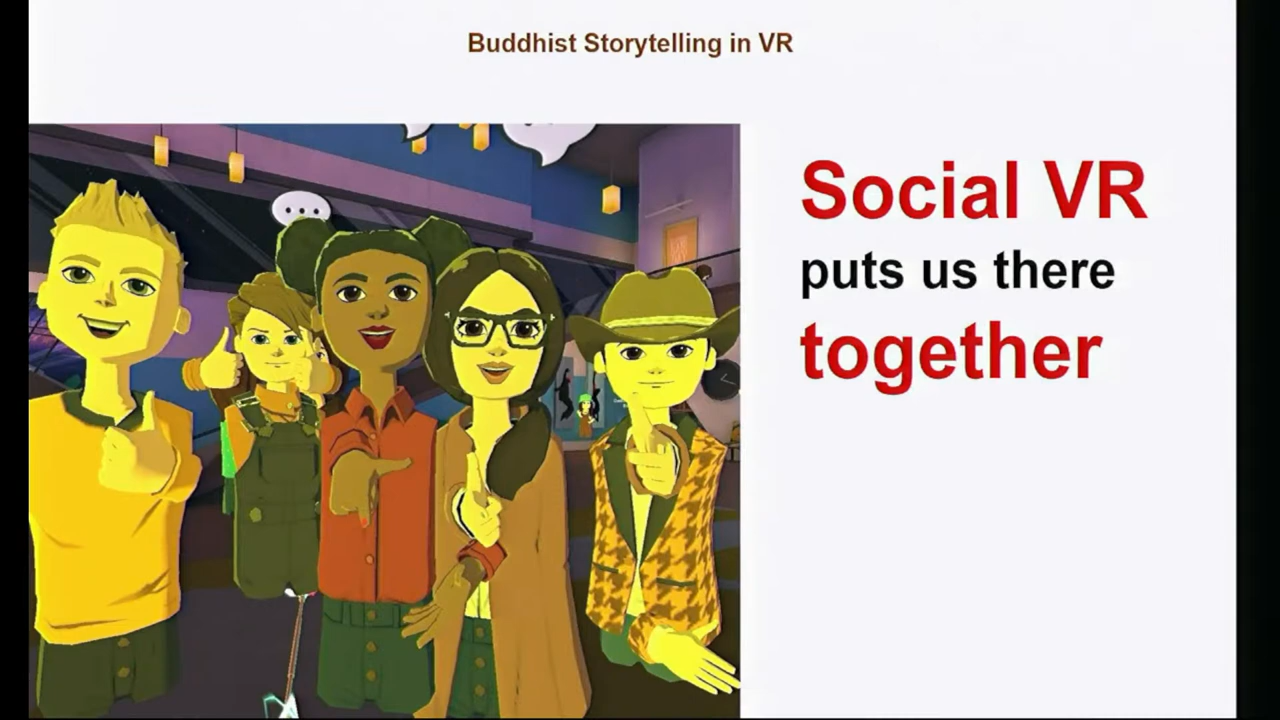 Buddhist Storytelling in VR
Social VR
puts us there
together